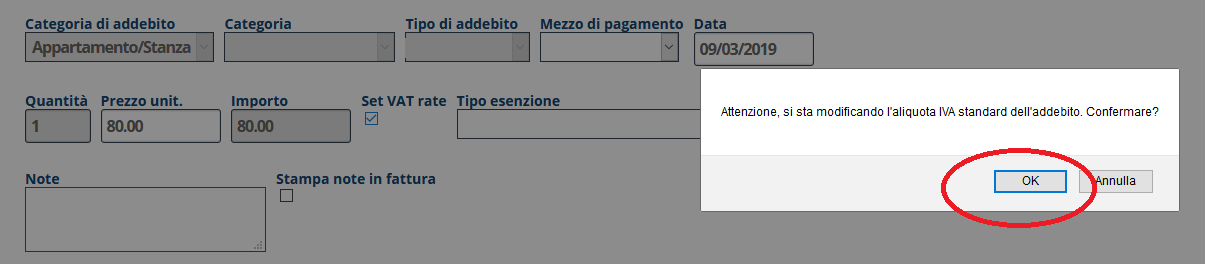 Categoria di addebito Categoria Tipo di addebito Mezzo di pagamento Data
Appartamento/Stanza 09/03/2019
Quantità Prezzo unit. Importo Set VAT rate Tipo esenzione
1 80.00 80.00
Attenzione, si sta modificando l'aliquota IVA standard dell'addebito. Confermare?
OK Annulla
Note Stampa note in fattura